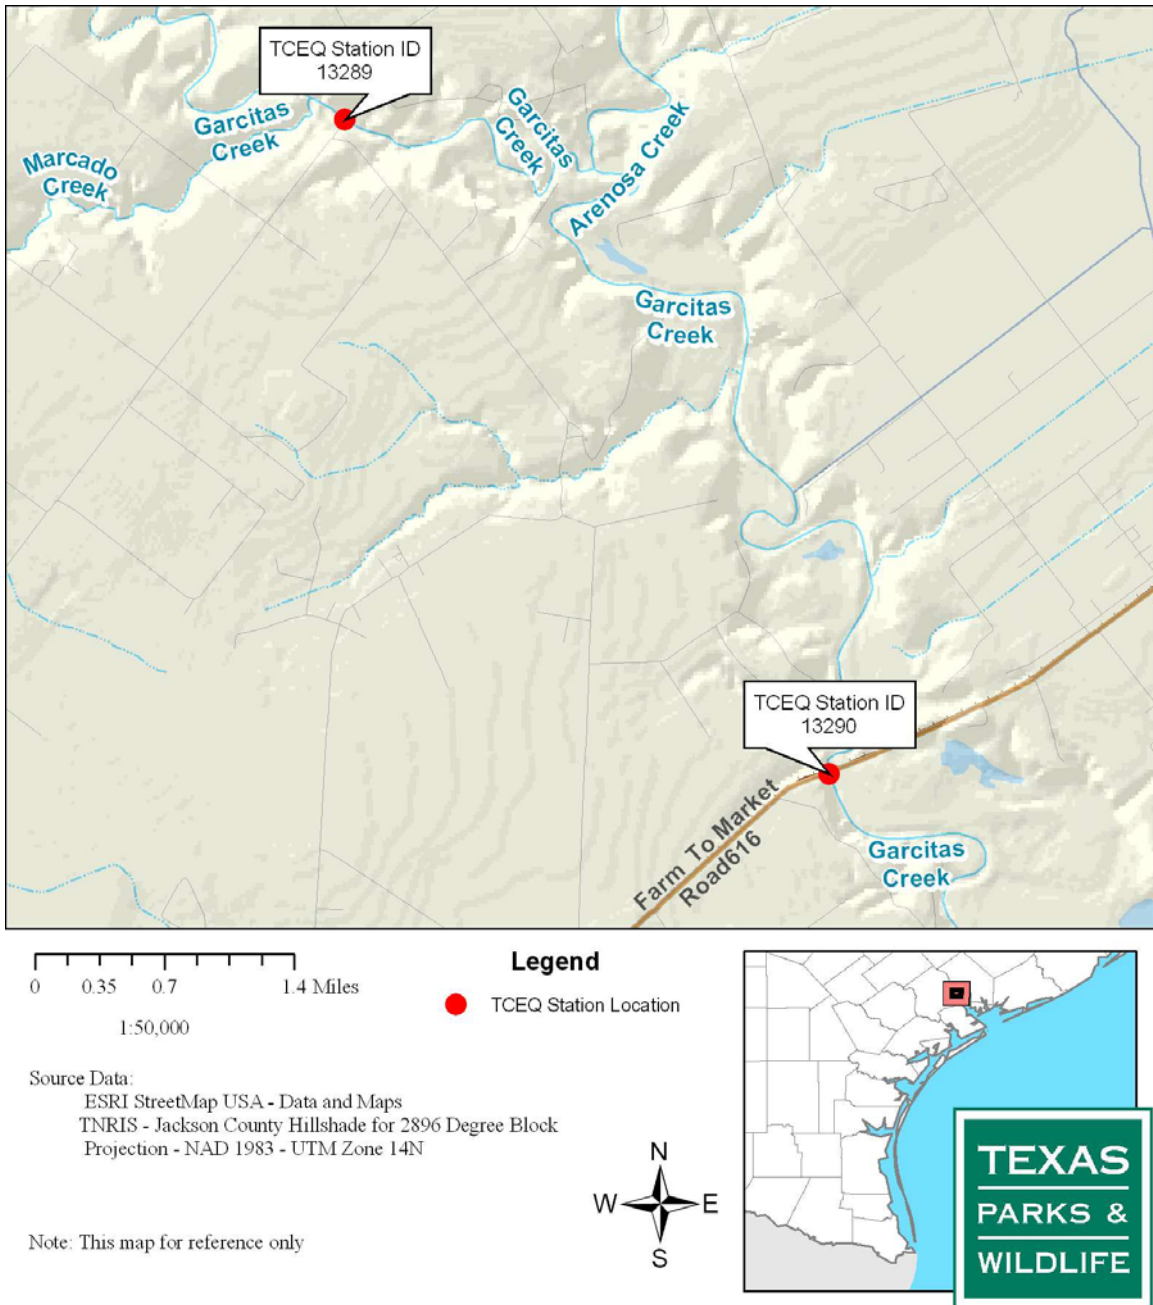 TCEQ Station ID
13289
Garcitas
Creek
Garcitas
Creek
Marcado
Creek
Arenosa Creek
Garcitas
Creek
TCEQ Station ID
13290
Farm To Market
Road616
Garcitas
Creek
0 0.35 0.7 1.4 Miles
1:50,000
Legend
TCEQ Station Location
Source Data:
ESRI StreetMap USA - Data and Maps
TNRIS - Jackson County Hillshade for 2896 Degree Block
Projection - NAD 1983 - UTM Zone 14N
Note: This map for reference only
N
W E
S
TEXAS
PARKS &
WILDLIFE